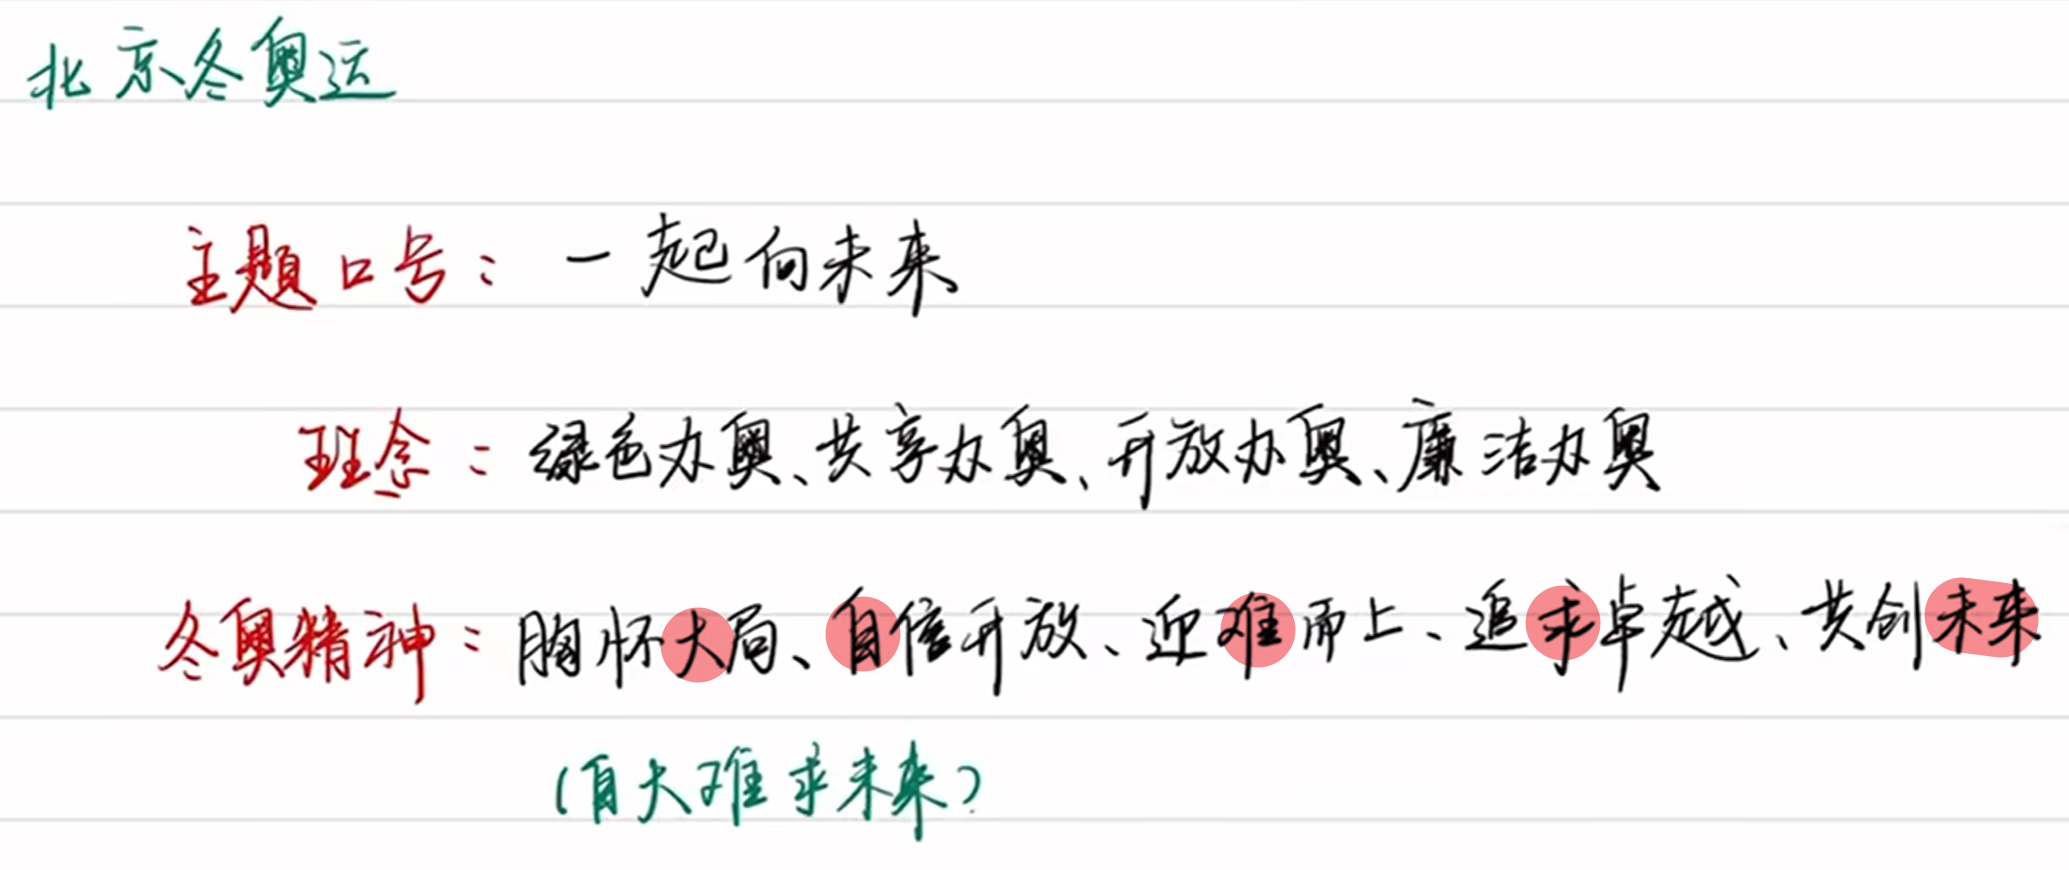 北京冬奥运
主题口号：一起向未来
理念：绿色办奥、共享办奥、开放办奥、廉洁办奥
冬奥精神：胸怀大局、自信开放、迎难而上、追求卓越、共创未来
(自大难求未来)